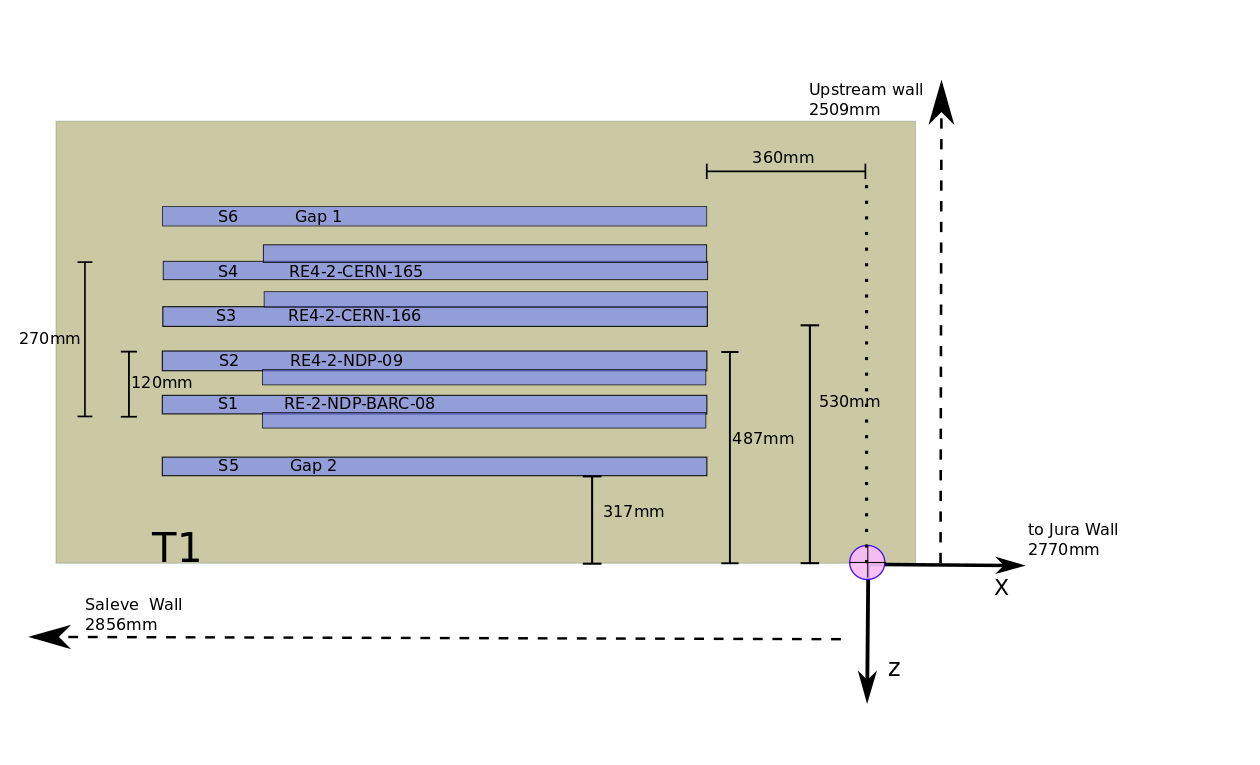 Upstream wall
2509mm
360mm
S6 Gap 1
S4 RE4-2-CERN-165
S3 RE4-2-CERN-166
270mm
S2 RE4-2-NDP-09
120mm
S1 RE-2-NDP-BARC-08
530mm
487mm
S5 Gap 2
317mm
T1
to Jura Wall
2770mm
X
Saleve Wall
2856mm
z